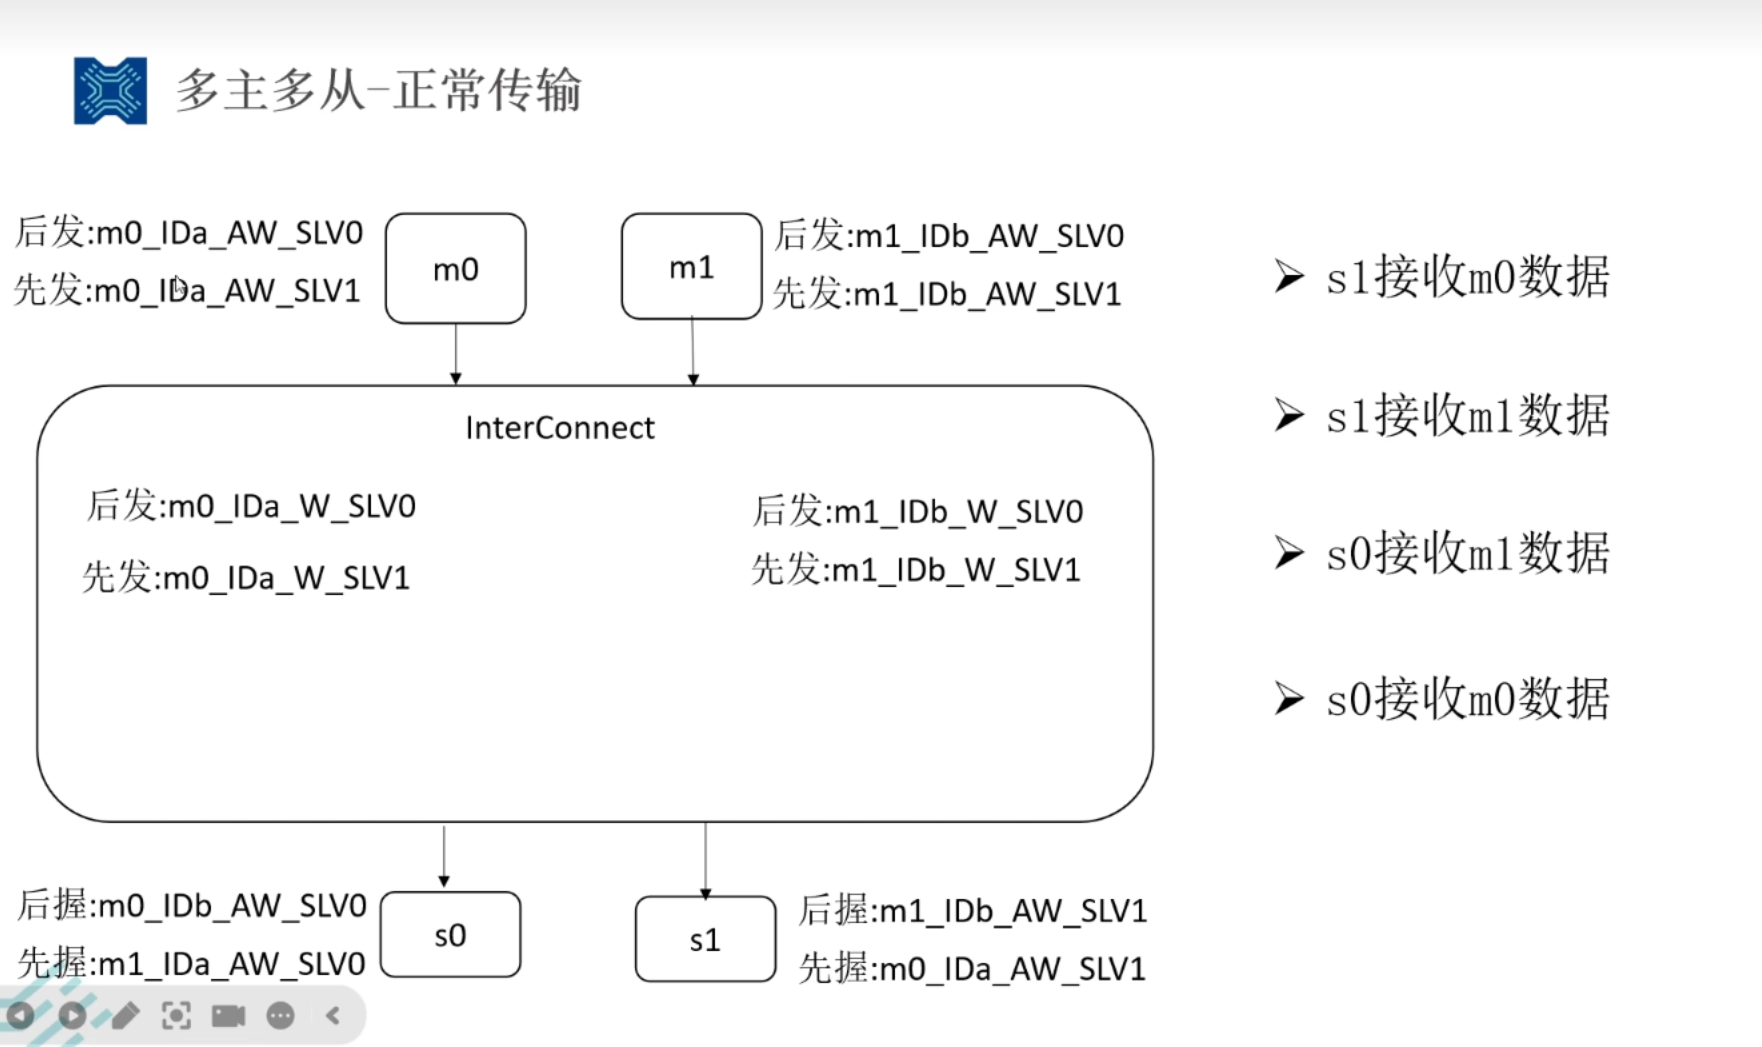 多主多从-正常传输
后发:m0_IDa_AW_SLV0
先发:m0_IDa_AW_SLV1
m0
m1
后发:m1_IDb_AW_SLV0
先发:m1_IDb_AW_SLV1
InterConnect
后发:m0_IDa_W_SLV0
先发:m0_IDa_W_SLV1
后发:m1_IDb_W_SLV0
先发:m1_IDb_W_SLV1
后握:m0_IDb_AW_SLV0
先握:m1_IDa_AW_SLV0
s0
s1
后握:m1_IDb_AW_SLV1
先握:m0_IDa_AW_SLV1
➢ s1接收m0数据
➢ s1接收m1数据
➢ s0接收m1数据
➢ s0接收m0数据